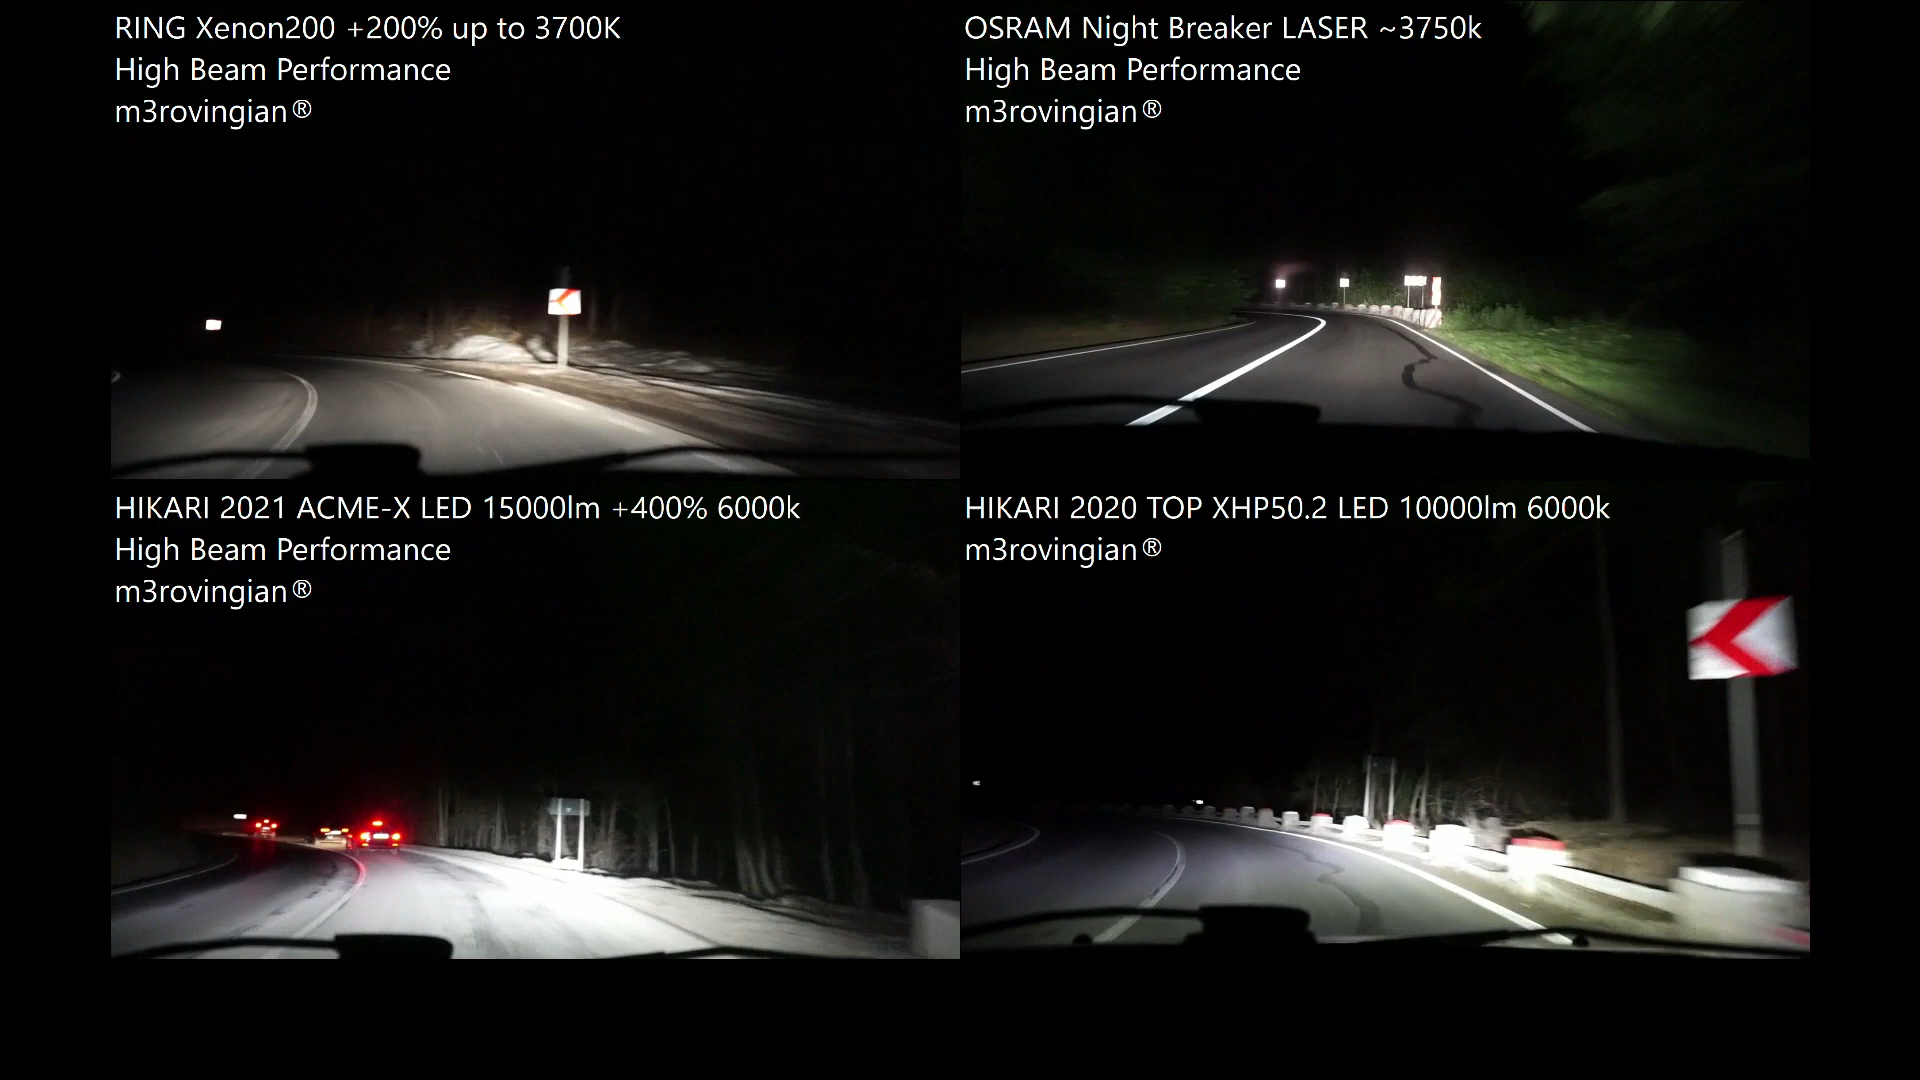 RING Xenon200 +200% up to 3700K
High Beam Performance
m3rovingian®
OSRAM Night Breaker LASER ~3750k
High Beam Performance
m3rovingian®
HIKARI 2021 ACME-X LED 15000lm +400% 6000k
High Beam Performance
m3rovingian®
HIKARI 2020 TOP XHP50.2 LED 10000lm 6000k
m3rovingian®